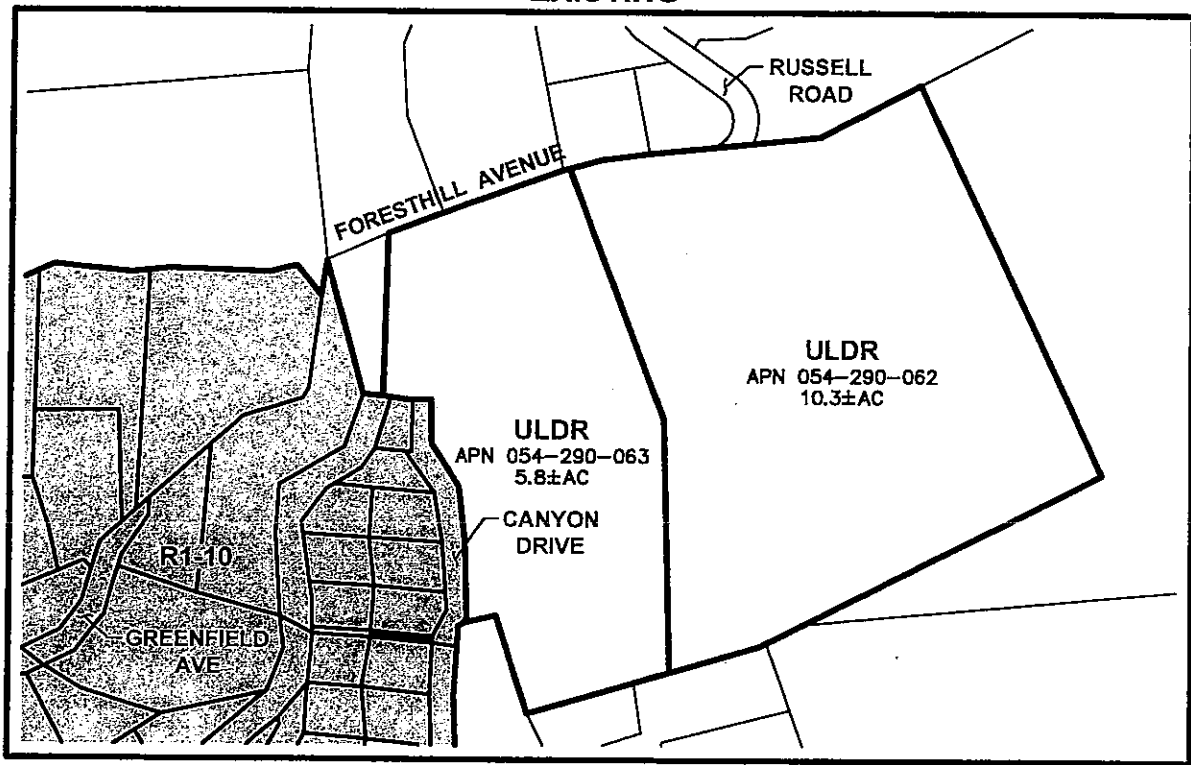 RUSSELL
ROAD
FORESTHILL AVENUE
ULDR
APN 054-290-062
10.3±AC
ULDR
APN 054-290-063
5.8±AC
CANYON
DRIVE
R1-10
GREENFIELD
AVE